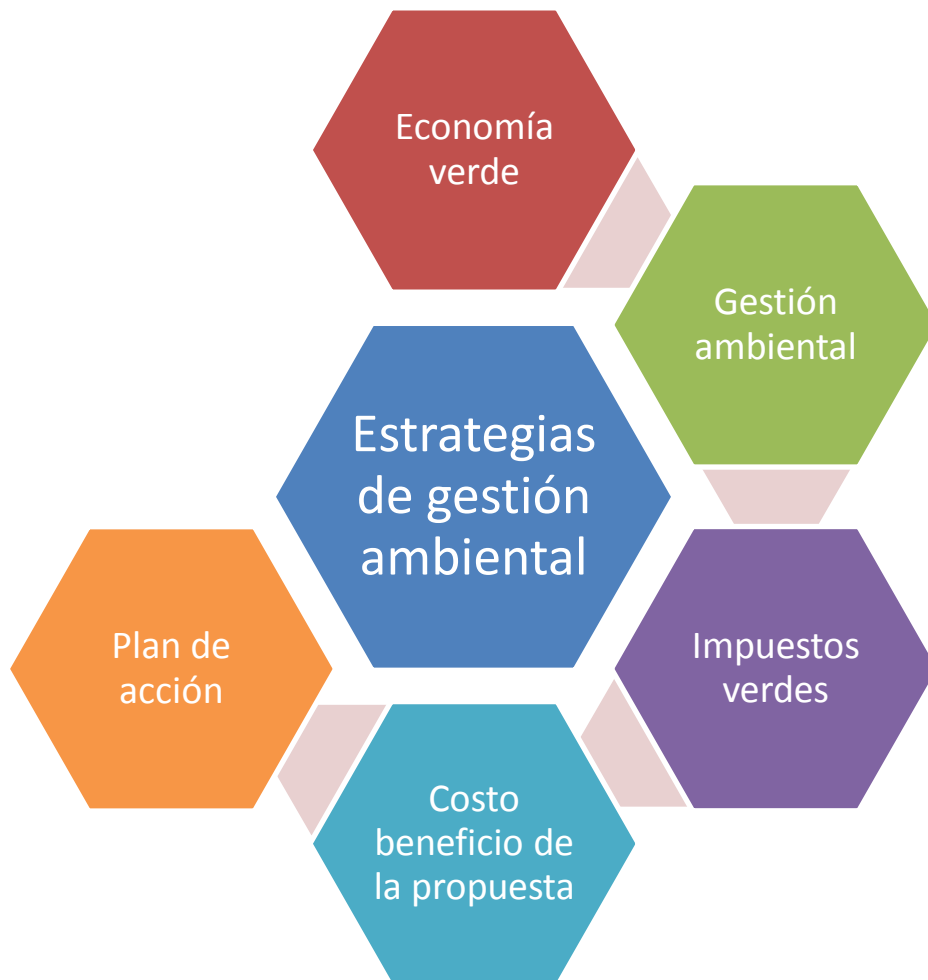 Economía
verde
Gestión
ambiental
Estrategias
de gestión
ambiental
Impuestos
verdes
Plan de
acción
Costo
beneficio de
la propuesta